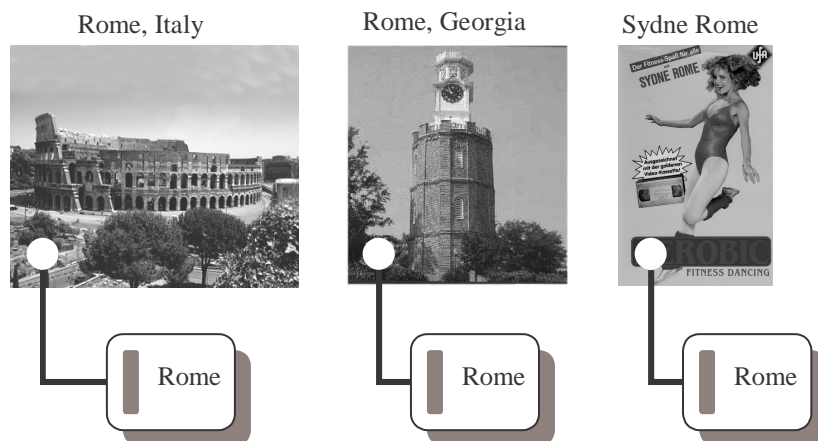 Rome, Italy
Rome, Georgia
Sydne Rome
Der Fitness-Spaß für alle
mit
SYDNE ROME
ufa
Ausgezeichnet
mit der goldenen
Video-Kassette!
ROBIC
FITNESS DANCING
Rome
Rome
Rome